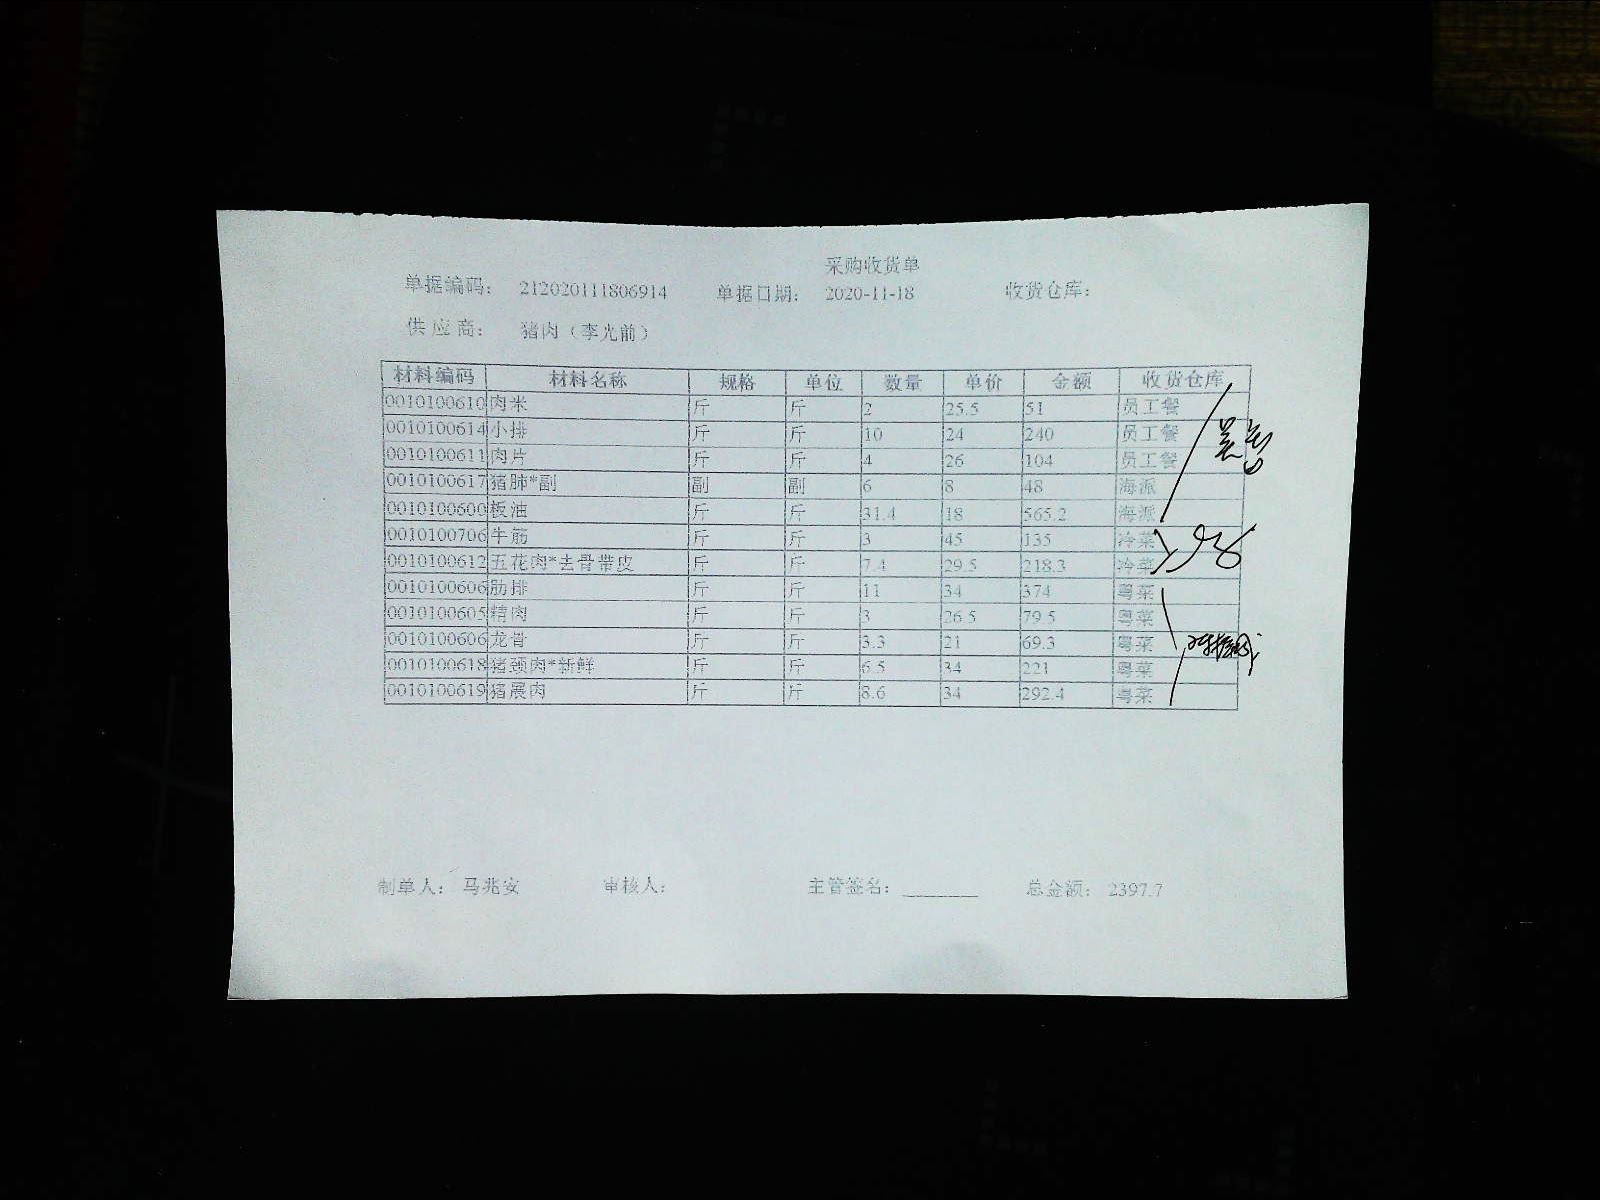 采购收货单
单据编码： 212020111806914 单据日期： 2020-11-18 收货仓库：
供 应 商： 猪肉（李光前）
材料编码 材料名称 规格 单位 数量 单价 金额 收货仓库
0010100610 肉米 斤 斤 2 25.5 51 员工餐
0010100614 小排 斤 斤 10 24 240 员工餐
0010100611 肉片 斤 斤 4 26 104 员工餐
0010100617 猪肺*副 副 副 6 8 48 海派
0010100600 板油 斤 斤 31.4 18 565.2 海派
0010100706 牛筋 斤 斤 3 45 135 冷菜
0010100612 五花肉*去骨带皮 斤 斤 7.4 29.5 218.3 冷菜
0010100606 肋排 斤 斤 11 34 374 粤菜
0010100605 精肉 斤 斤 3 26.5 79.5 粤菜
0010100606 龙骨 斤 斤 3.3 21 69.3 粤菜
0010100618 猪颈肉*新鲜 斤 斤 6.5 34 221 粤菜
0010100619 猪展肉 斤 斤 8.6 34 292.4 粤菜
制单人： 马兆安 审核人： 主管签名： 总金额： 2397.7